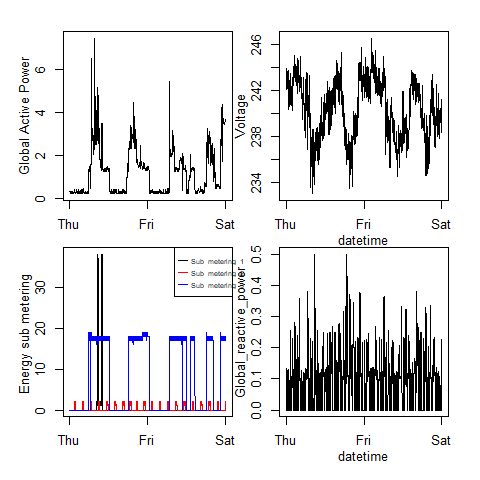 Global Active Power
0 2 4 6
Thu Fri Sat
Voltage
234 238 242 246
Thu Fri Sat
datetime
Energy sub metering
0 10 20 30
Sub_metering_1
Sub_metering_
Sub_metering_
Thu Fri Sat
Global_reactive_power
0.0 0.1 0.2 0.3 0.4 0.5
Thu Fri Sat
datetime